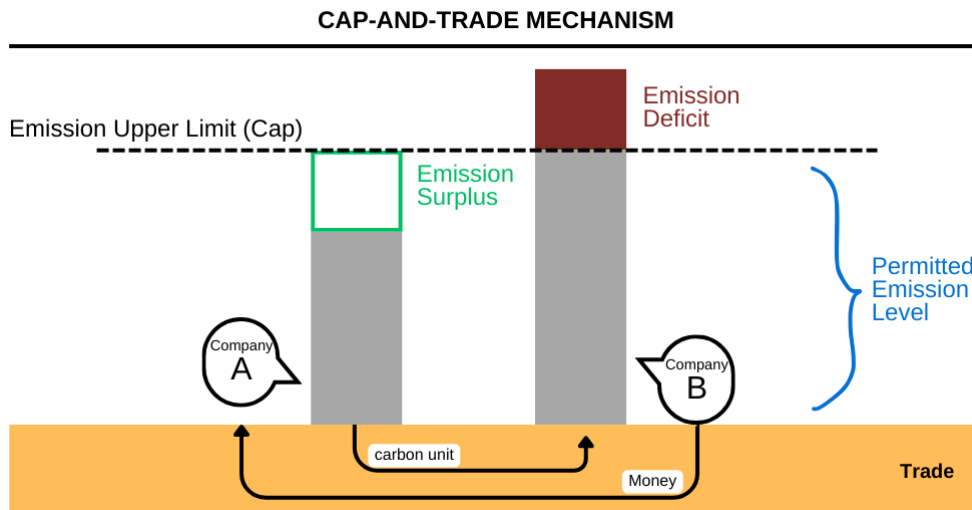 CAP-AND-TRADE MECHANISM
Emission
Deficit
Emission Upper Limit (Cap)
Emission
Surplus
Permitted
Emission
Level
Company
A
Company
B
carbon unit
Trade
Money